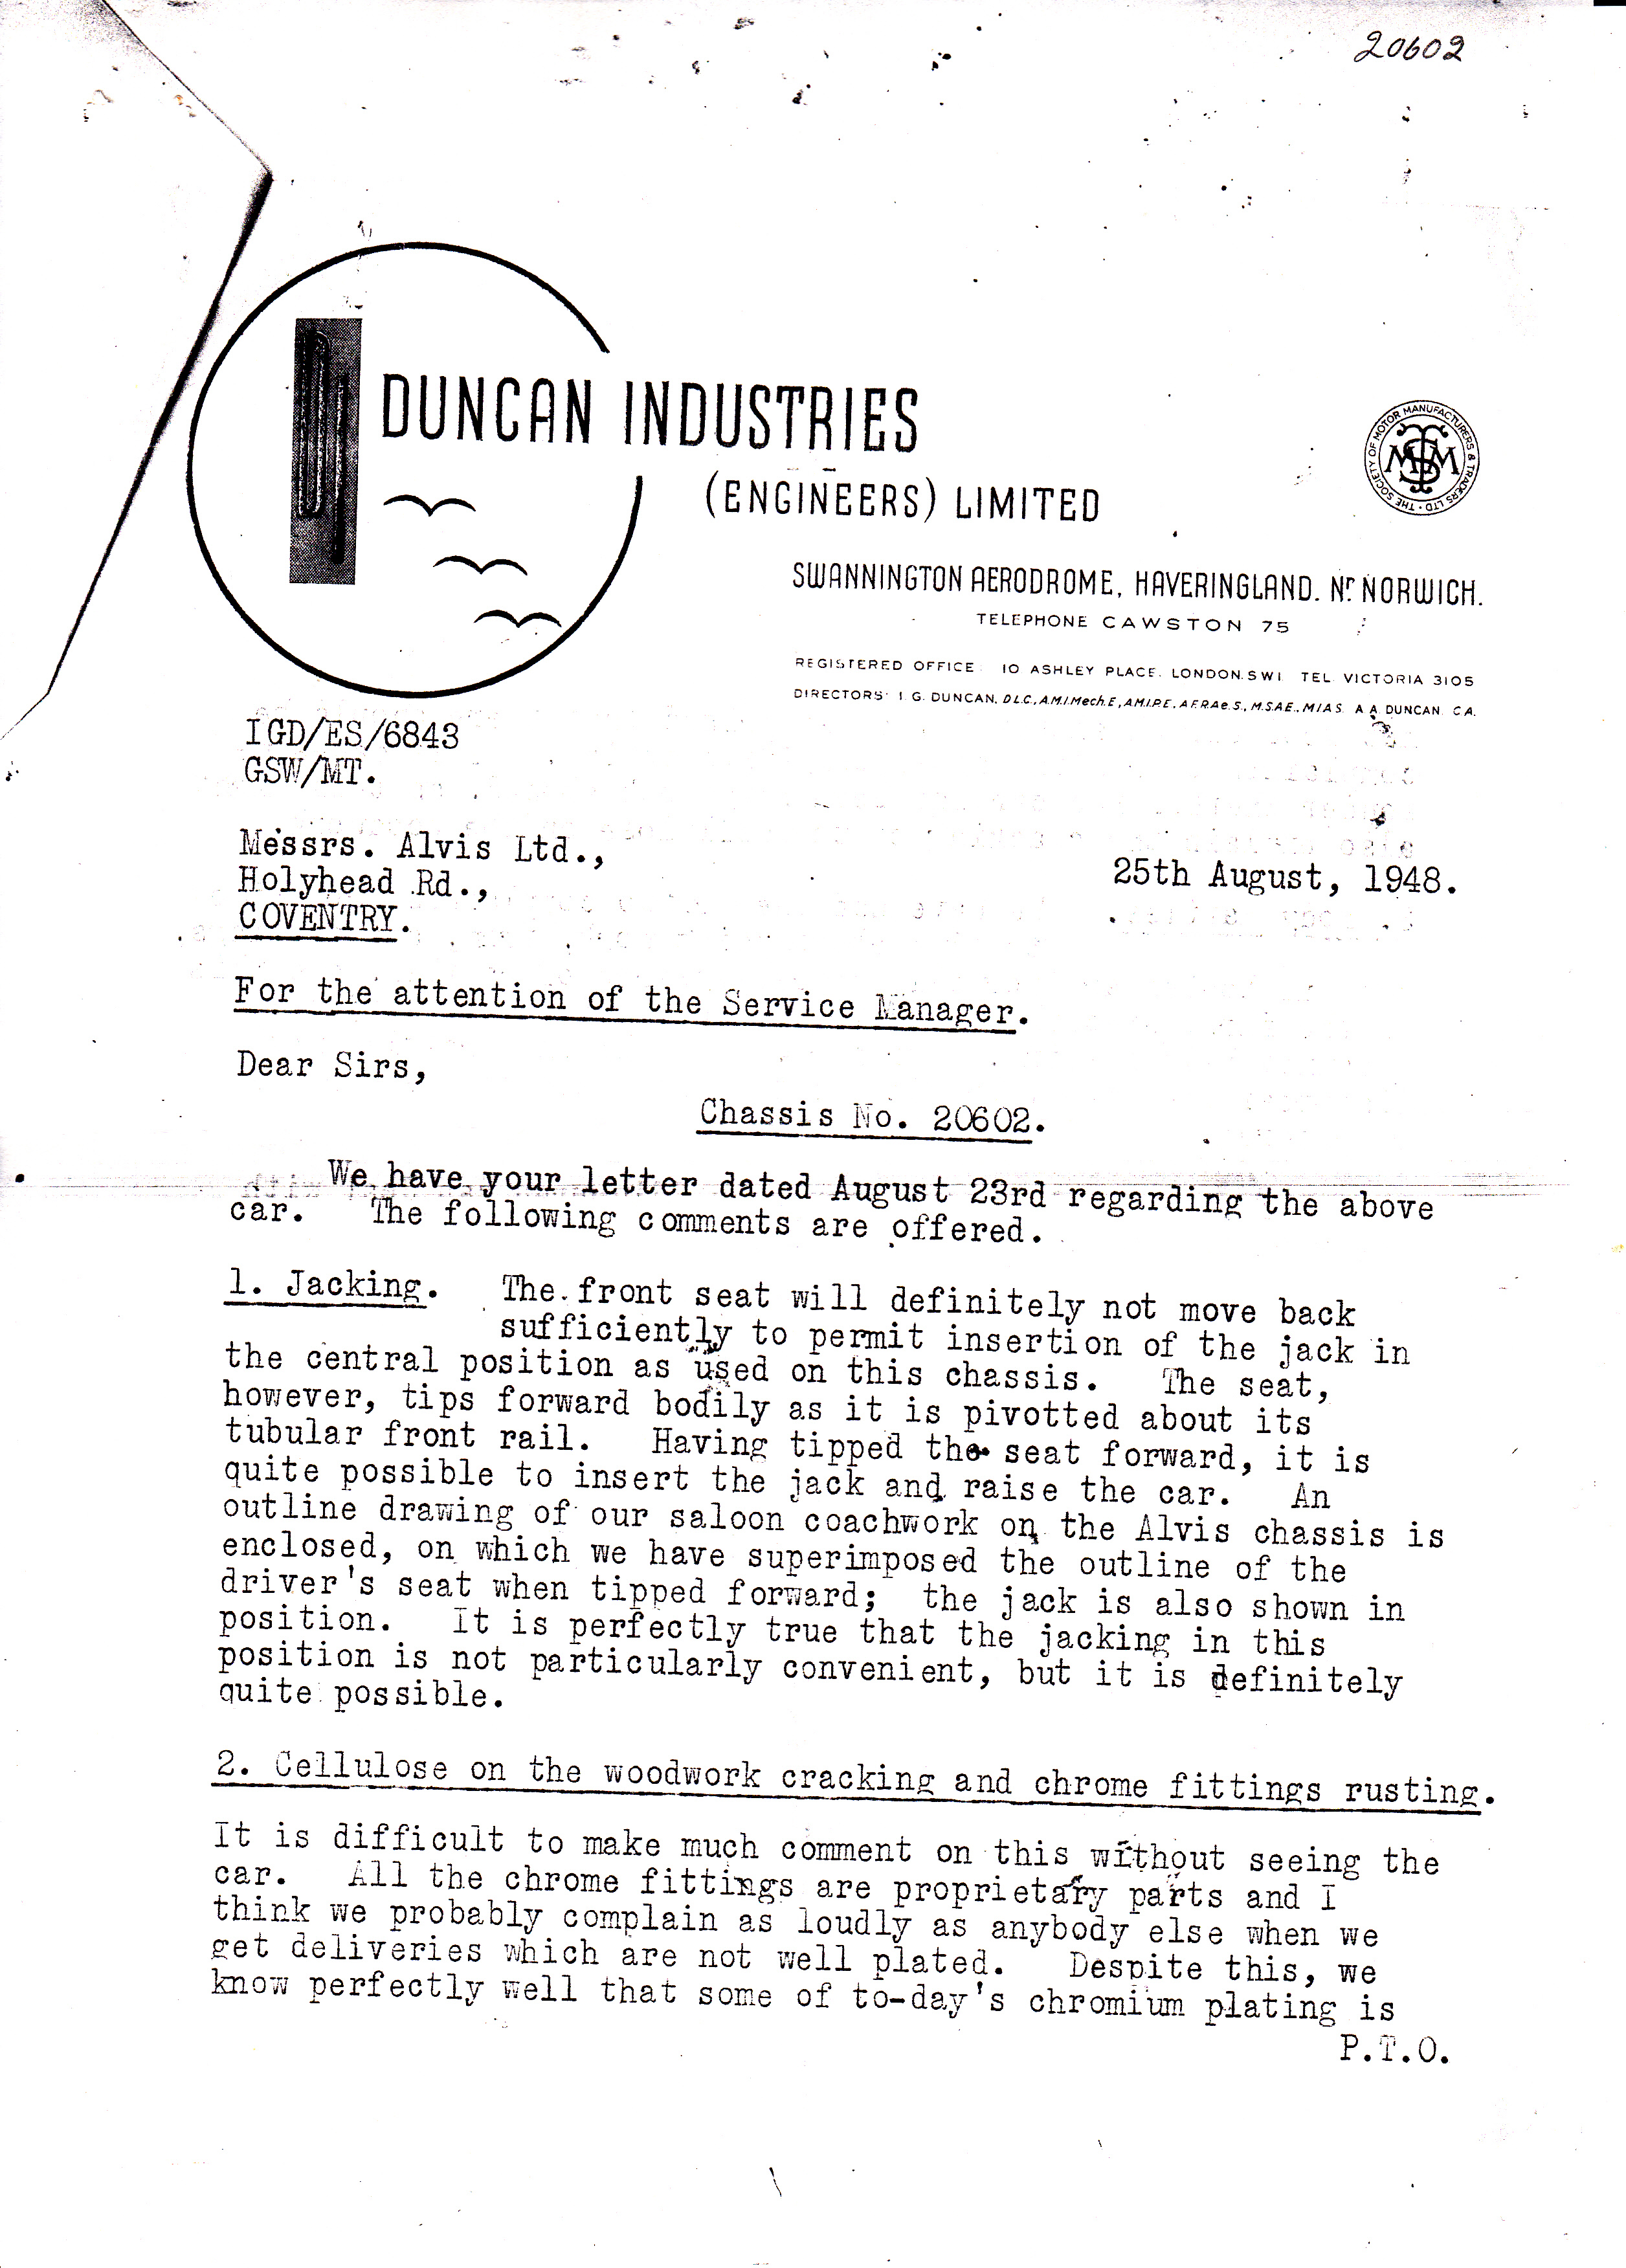 20602
DUNCAN INDUSTRIES
(ENGINEERS) LIMITED
THE SOCIETY OF MOTOR MANUFACTURERS & TRADERS LTD
SMMT
SWANNINGTON AERODROME, HAVERINGLAND. Nr NORWICH.
TELEPHONE CAWSTON 75
REGISTERED OFFICE 10 ASHLEY PLACE, LONDON. SW1 TEL VICTORIA 3105
DIRECTORS: I. G. DUNCAN, D.L.C., A.M.I.Mech.E, A.M.I.P.E. A.F.R.Ae.S., M.S.A.E., M.I.A.S. A. A. DUNCAN C.A.
IGD/ES/6843
GSW/MT.
Messrs. Alvis Ltd.,
Holyhead Rd.,
COVENTRY.
25th August, 1948.
For the attention of the Service Manager.
Dear Sirs,
Chassis No. 20602.
We have your letter dated August 23rd regarding the above
car. The following comments are offered.
1. Jacking. The front seat will definitely not move back
sufficiently to permit insertion of the jack in
the central position as used on this chassis. The seat,
however, tips forward bodily as it is pivotted about its
tubular front rail. Having tipped the seat forward, it is
quite possible to insert the jack and raise the car. An
outline drawing of our saloon coachwork on the Alvis chassis is
enclosed, on which we have superimposed the outline of the
driver's seat when tipped forward; the jack is also shown in
position. It is perfectly true that the jacking in this
position is not particularly convenient, but it is definitely
quite possible.
2. Cellulose on the woodwork cracking and chrome fittings rusting.
It is difficult to make much comment on this without seeing the
car. All the chrome fittings are proprietary parts and I
think we probably complain as loudly as anybody else when we
get deliveries which are not well plated. Despite this, we
know perfectly well that some of to-day's chromium plating is
P.T.O.